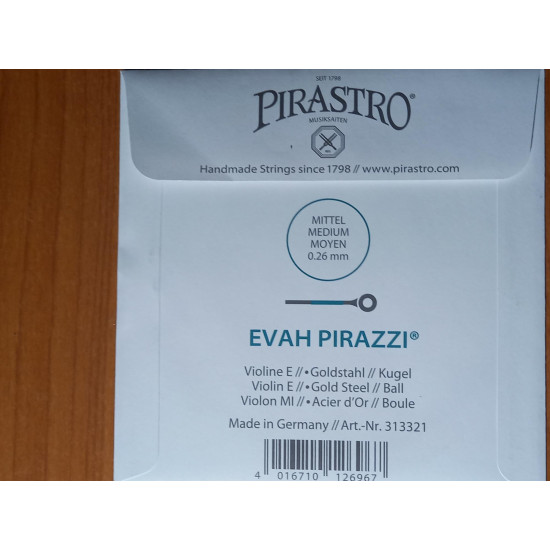 SEIT 1798
PIRASTRO®
MUSIKSAITEN
Handmade Strings since 1798 // www.pirastro.com
MITTEL
MEDIUM
MOYEN
0.26 mm
EVAH PIRAZZI®
Violine E // • Goldstahl // Kugel
Violin E // • Gold Steel // Ball
Violon MI // • Acier d'Or // Boule
Made in Germany // Art.-Nr. 313321
4 016710 126967